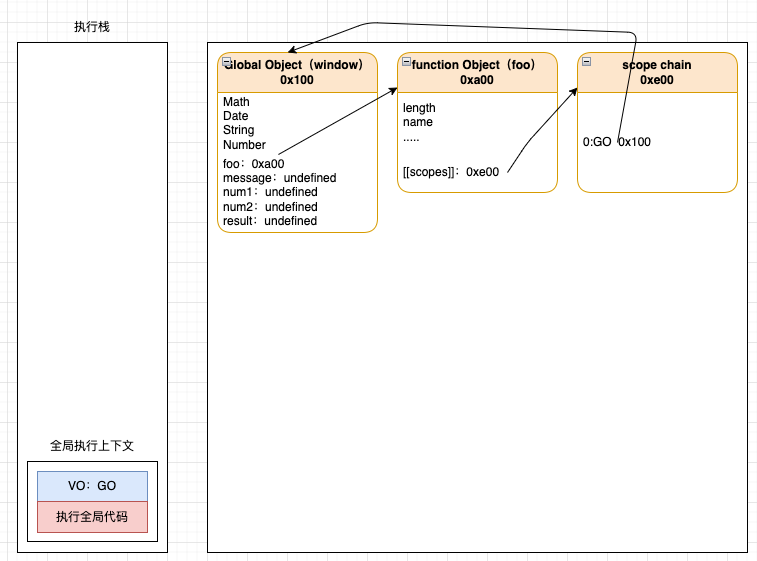 执行栈
Global Object（window）
0x100
Math
Date
String
Number
foo：0xa00
message：undefined
num1：undefined
num2：undefined
result：undefined
function Object（foo）
0xa00
length
name
.....
[[scopes]]：0xe00
scope chain
0xe00
0:GO 0x100
全局执行上下文
VO：GO
执行全局代码